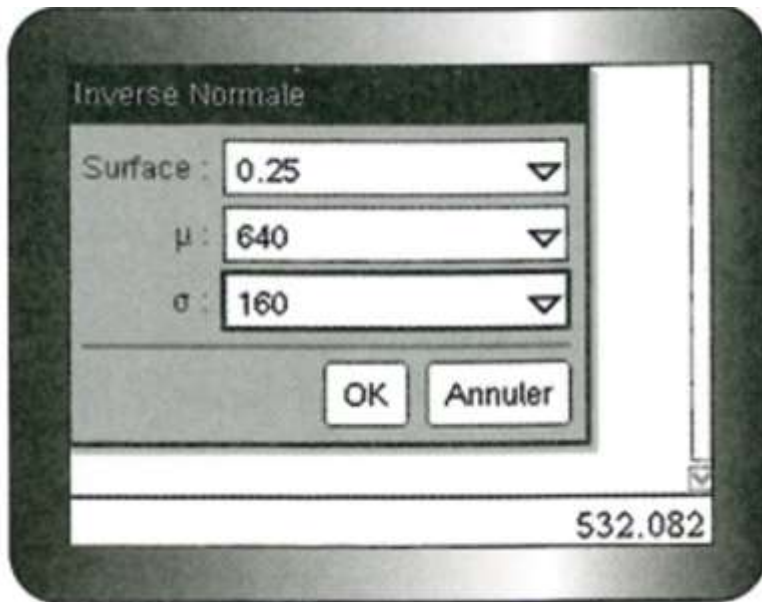 Inverse Normale
Surface : 0.25
μ : 640
σ : 160
OK Annuler
532.082